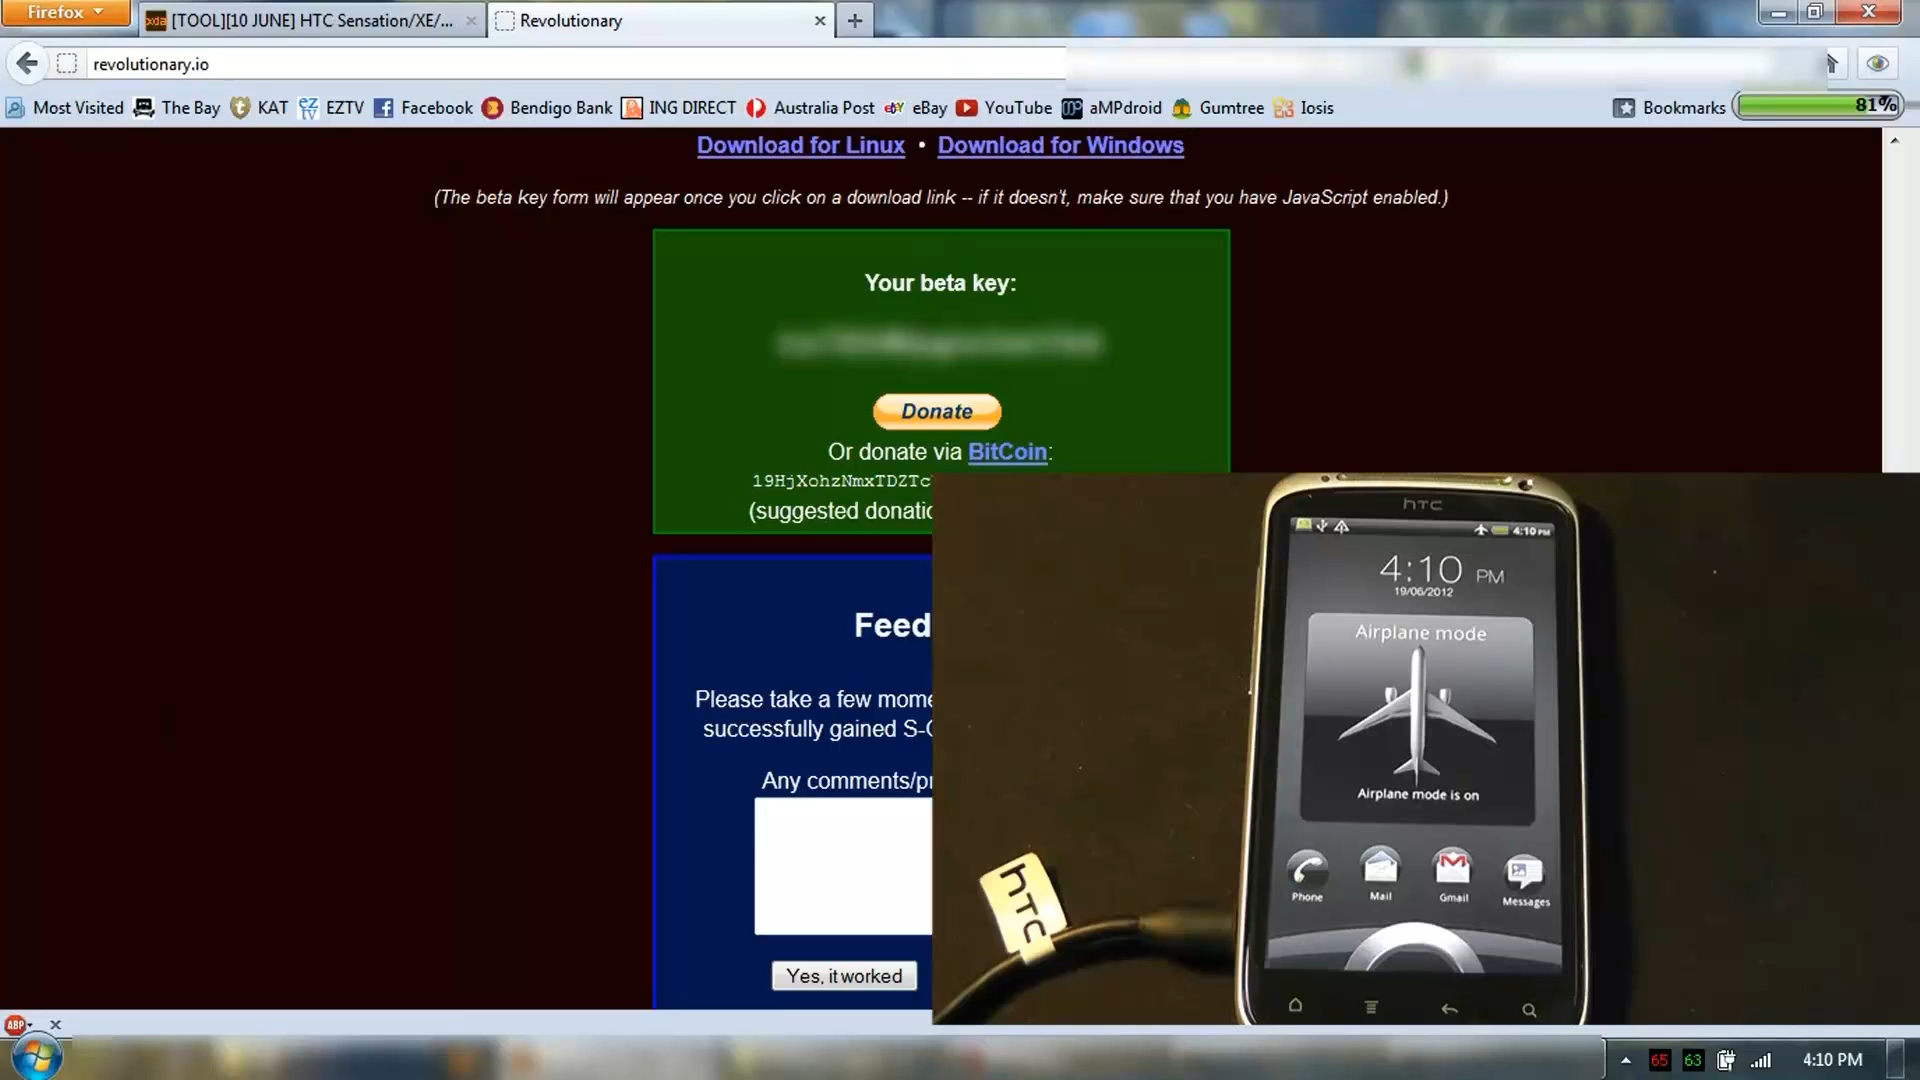 Firefox
[TOOL][10 JUNE] HTC Sensation/XE/...
Revolutionary
revolutionary.io
Most Visited The Bay KAT EZTV Facebook Bendigo Bank ING DIRECT Australia Post eBay YouTube aMPdroid Gumtree Iosis Bookmarks 81%
Download for Linux • Download for Windows
(The beta key form will appear once you click on a download link -- if it doesn't, make sure that you have JavaScript enabled.)
Your beta key:
Donate
Or donate via BitCoin:
19HjXohzNmxTDZTc
(suggested donatio
Feed
Please take a few mome
successfully gained S-O
Any comments/pr
Yes, it worked
hTC
4:10 PM
4:10 PM
19/06/2012
Airplane mode
Airplane mode is on
Phone Mail Gmail Messages
hTC
ABP
65 63 4:10 PM